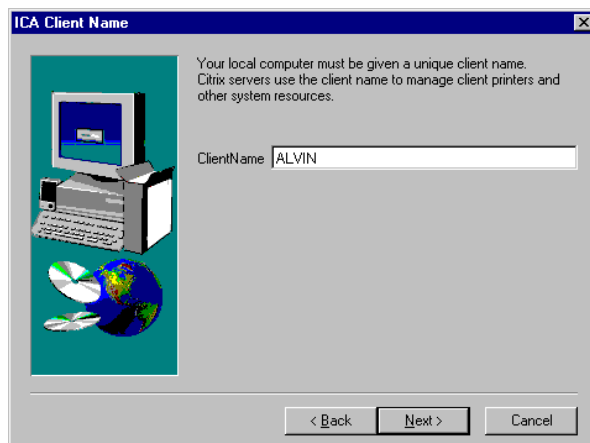 ICA Client Name
Your local computer must be given a unique client name.
Citrix servers use the client name to manage client printers and
other system resources.
ClientName ALVIN
< Back Next > Cancel